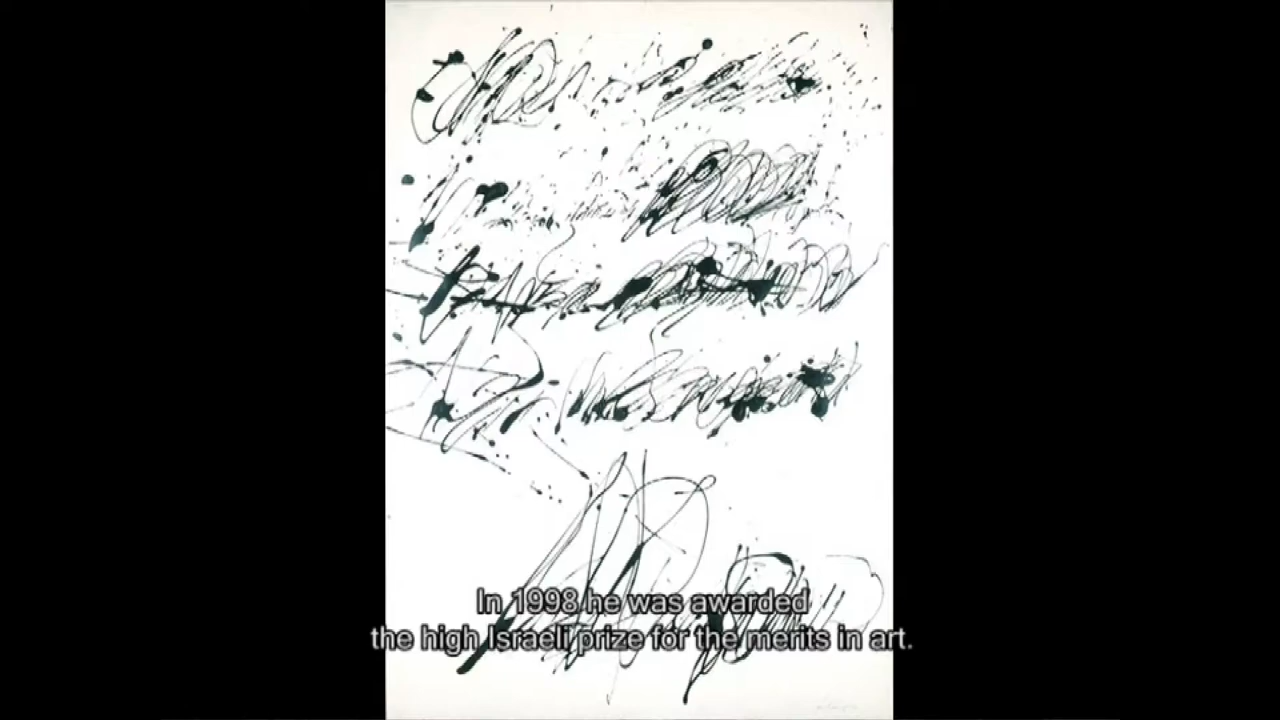 In 1998 he was awarded
the high Israeli prize for the merits in art.